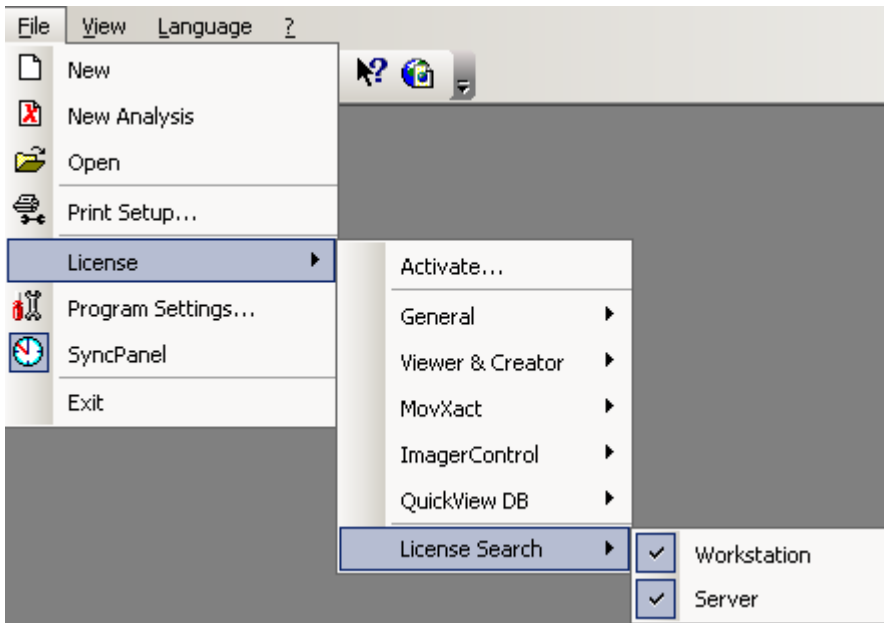 File View Language ?
New
New Analysis
Open
Print Setup...
License
Program Settings...
SyncPanel
Exit
Activate...
General
Viewer & Creator
MovXact
ImagerControl
QuickView DB
License Search
Workstation
Server